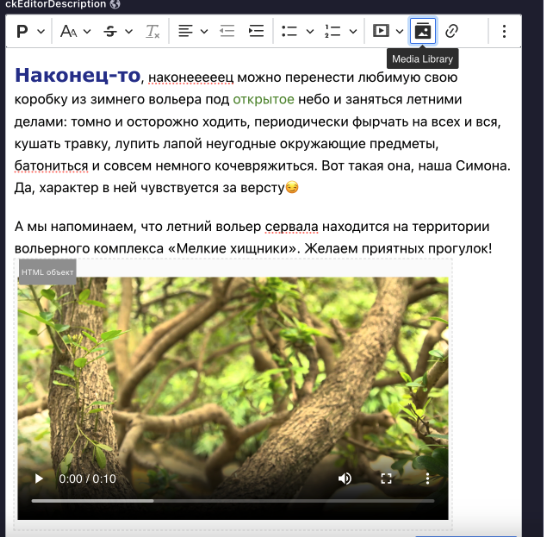 ckEditorDescription
P
AA
S
Tx
Media Library
Наконец-то, наконееееец можно перенести любимую свою
коробку из зимнего вольера под открытое небо и заняться летними
делами: томно и осторожно ходить, периодически фырчать на всех и вся,
кушать травку, лупить лапой неугодные окружающие предметы,
батониться и совсем немного кочевряжиться. Вот такая она, наша Симона.
Да, характер в ней чувствуется за версту😏
А мы напоминаем, что летний вольер сервала находится на территории
вольерного комплекса «Мелкие хищники». Желаем приятных прогулок!
HTML объект
0:00 / 0:10